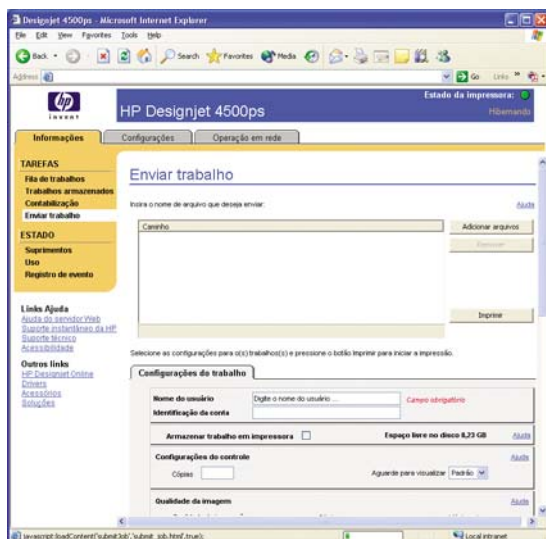 Designjet 4500ps - Microsoft Internet Explorer
File Edit View Favorites Tools Help
Back Search Favorites Media
Address Go Links »
hp
invent
HP Designjet 4500ps
Estado da impressora:
Hibernando
Informações Configurações Operação em rede
TAREFAS
Fila de trabalhos
Trabalhos armazenados
Contabilização
Enviar trabalho
ESTADO
Suprimentos
Uso
Registro de evento
Links Ajuda
Ajuda do servidor Web
Suporte instantâneo da HP
Suporte técnico
Acessibilidade
Outros links
HP Designjet Online
Drivers
Acessórios
Soluções
Enviar trabalho
Insira o nome de arquivo que deseja enviar: Ajuda
Caminho
Adicionar arquivos
Remover
Imprimir
Selecione as configurações para o(s) trabalho(s) e pressione o botão Imprimir para iniciar a impressão.
Configurações do trabalho
Nome do usuário Digite o nome do usuário ... Campo obrigatório
Identificação da conta
Armazenar trabalho em impressora Espaço livre no disco 8,23 GB Ajuda
Configurações do controle Ajuda
Cópias Aguarde para visualizar Padrão
Qualidade da imagem Ajuda
javascript:loadContent('submitJob','submit_job.html',true); Local intranet